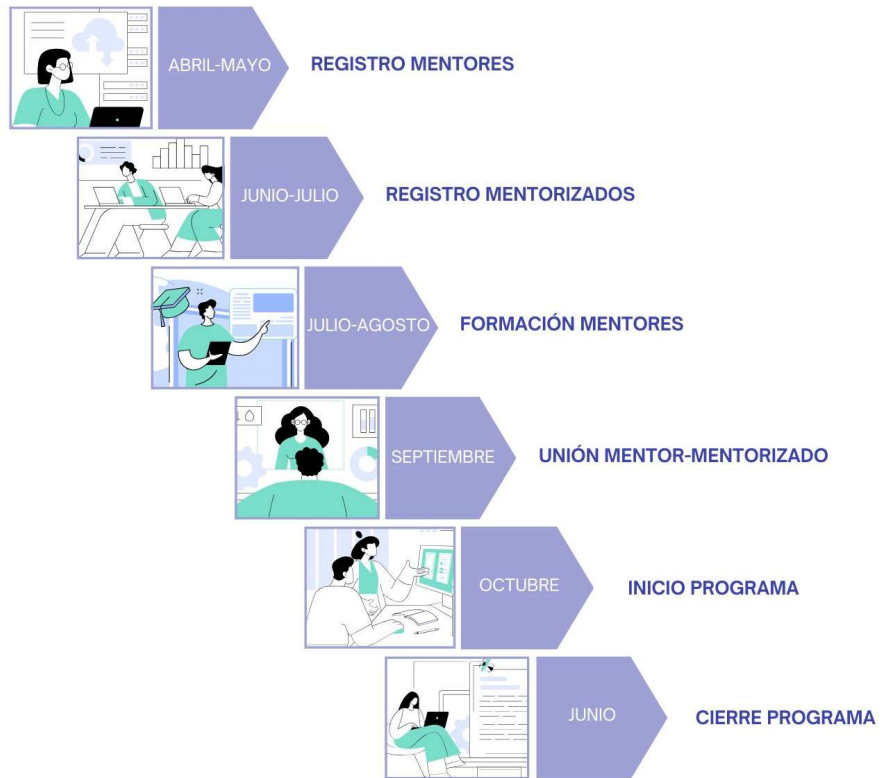 ABRIL-MAYO
REGISTRO MENTORES
JUNIO-JULIO
REGISTRO MENTORIZADOS
JULIO-AGOSTO
FORMACIÓN MENTORES
SEPTIEMBRE
UNIÓN MENTOR-MENTORIZADO
OCTUBRE
INICIO PROGRAMA
JUNIO
CIERRE PROGRAMA